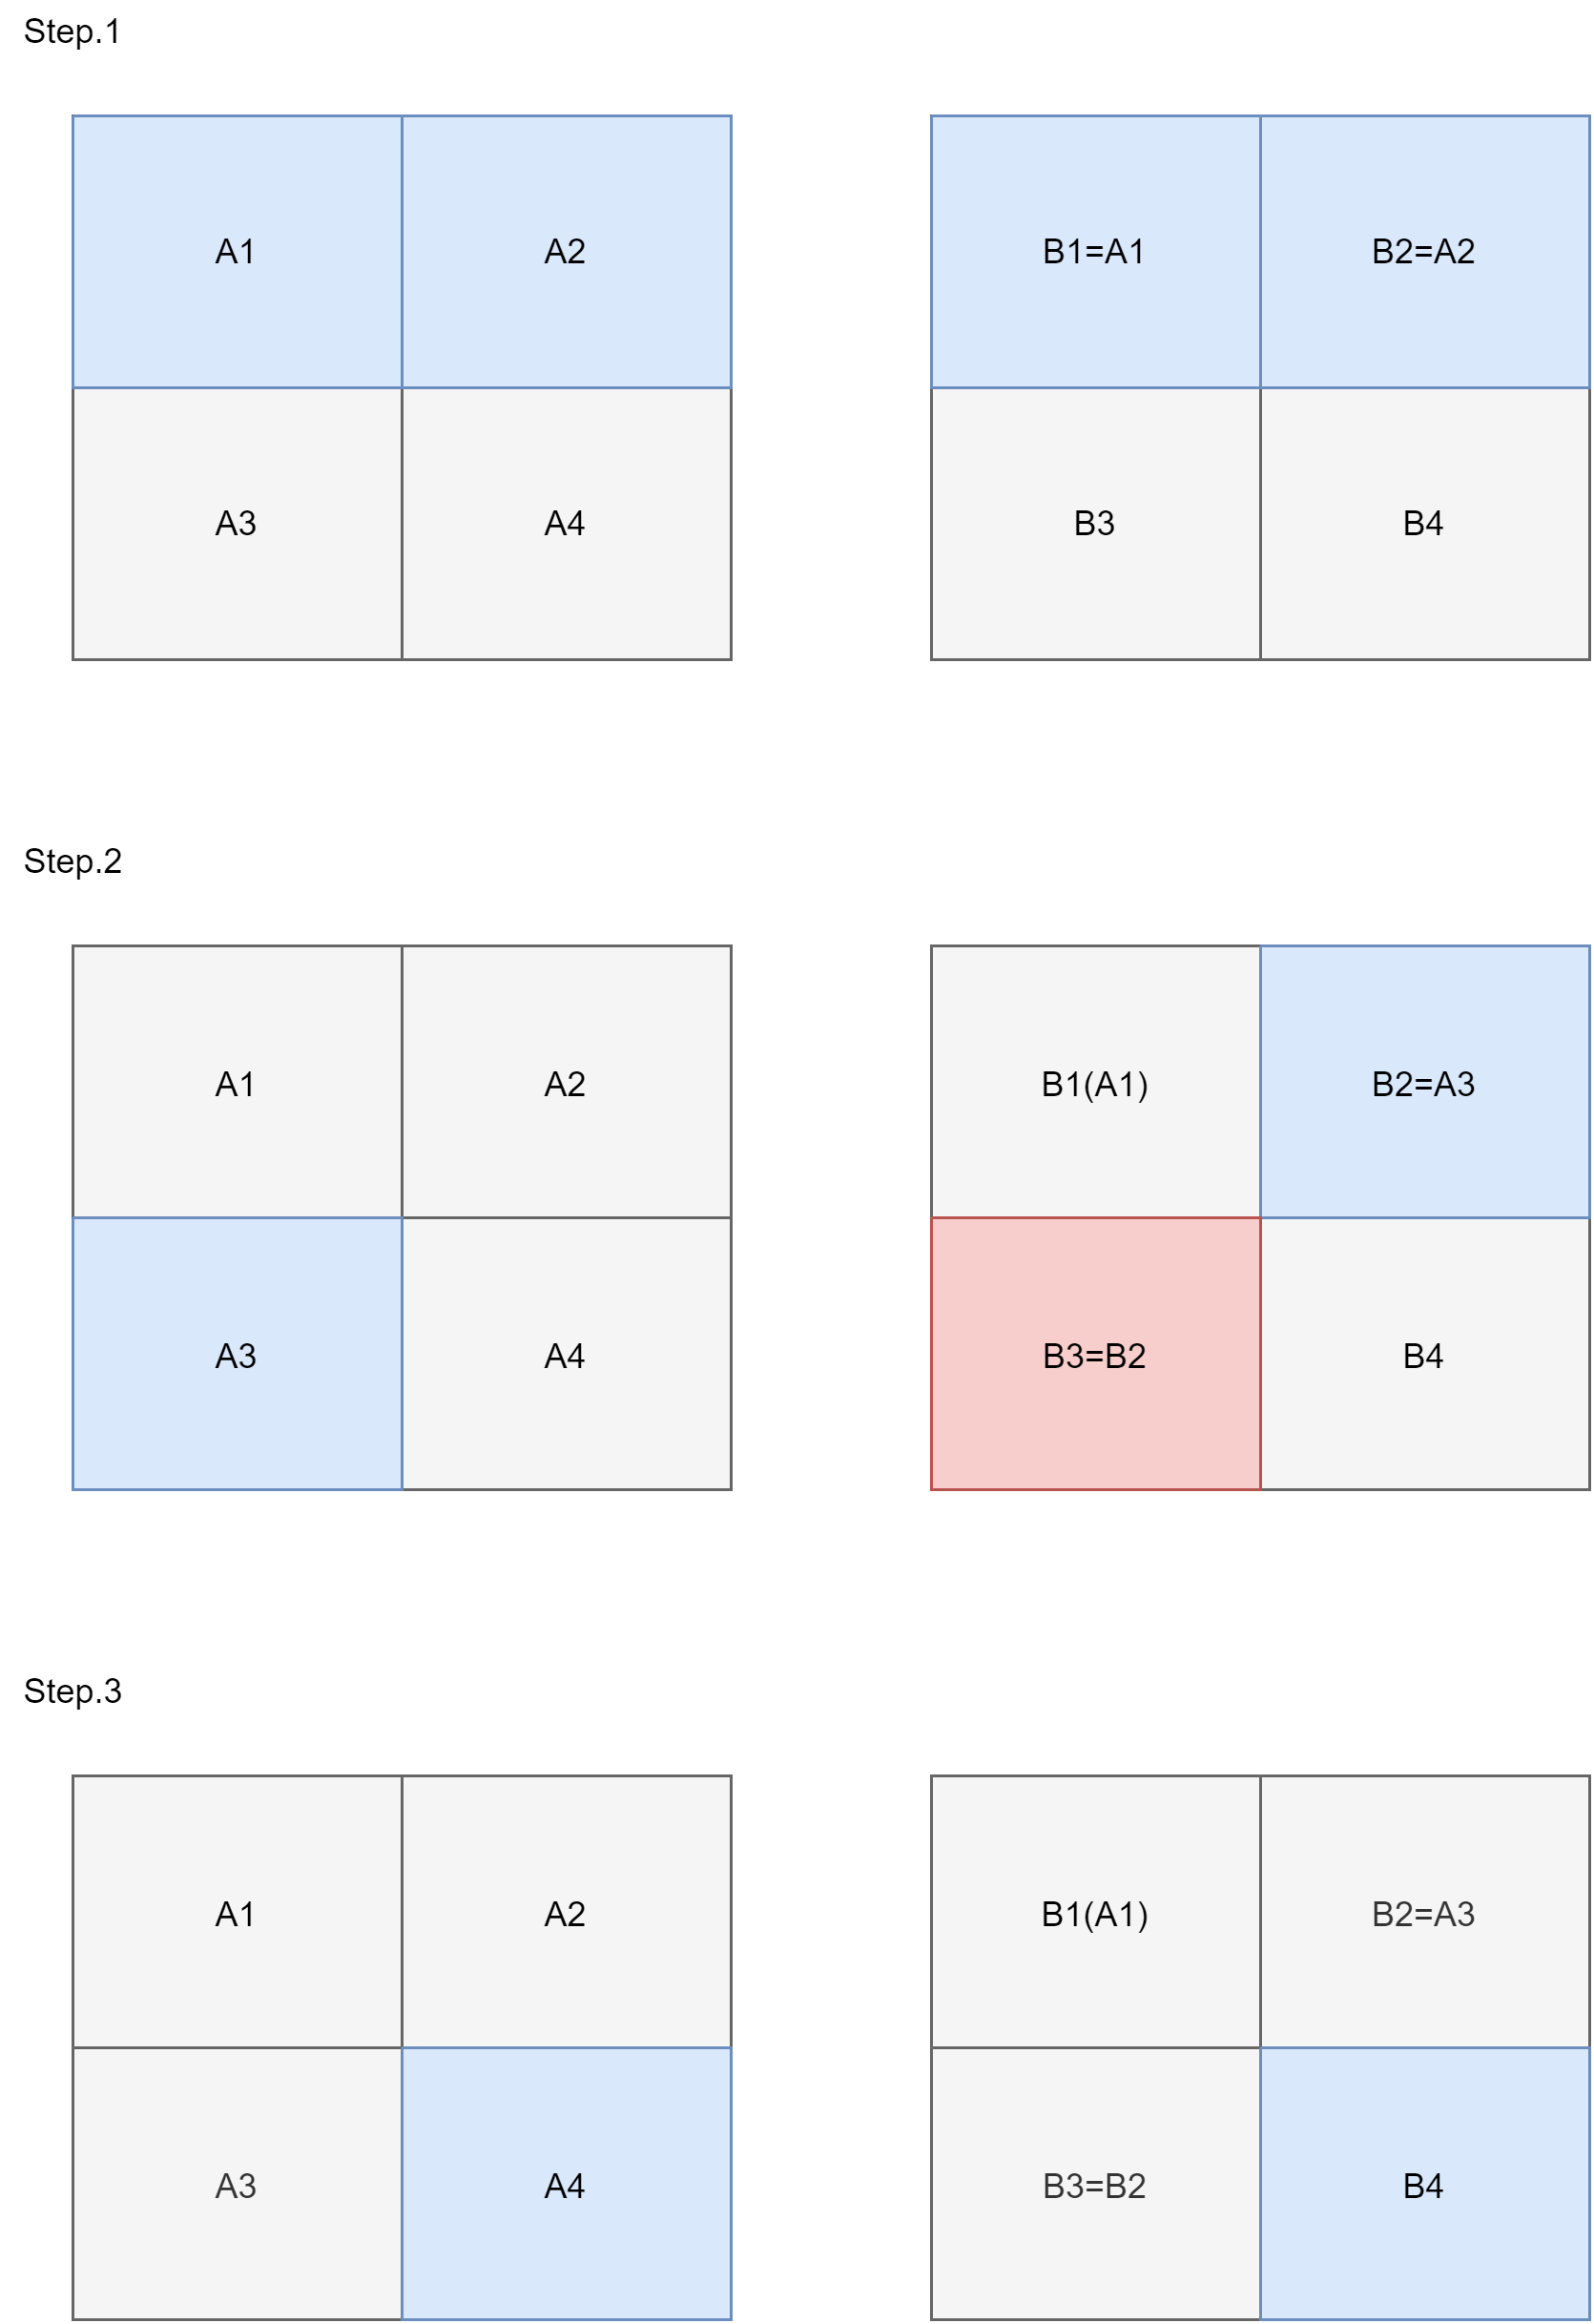 Step.1
A1 A2 B1=A1 B2=A2
A3 A4 B3 B4
Step.2
A1 A2 B1(A1) B2=A3
A3 A4 B3=B2 B4
Step.3
A1 A2 B1(A1) B2=A3
A3 A4 B3=B2 B4